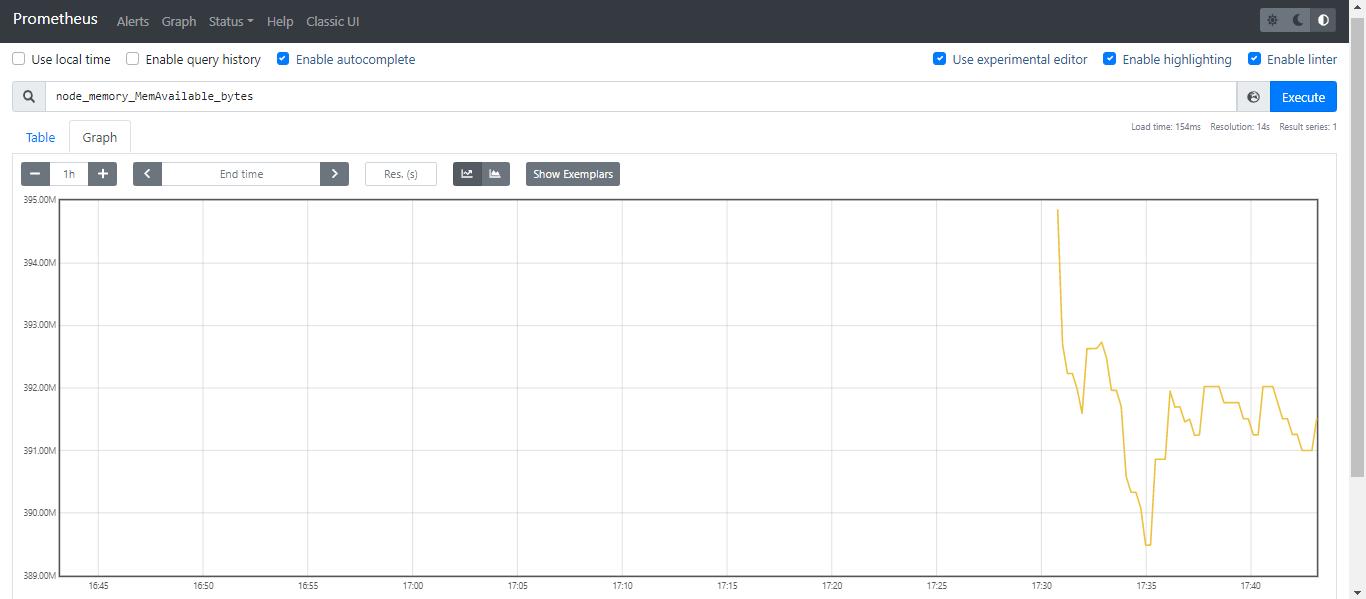 Prometheus Alerts Graph Status Help Classic UI
Use local time Enable query history Enable autocomplete Use experimental editor Enable highlighting Enable linter
node_memory_MemAvailable_bytes Execute
Load time: 154ms Resolution: 14s Result series: 1
Table Graph
1h End time Res. (s) Show Exemplars
395.00M
394.00M
393.00M
392.00M
391.00M
390.00M
389.00M
16:45 16:50 16:55 17:00 17:05 17:10 17:15 17:20 17:25 17:30 17:35 17:40